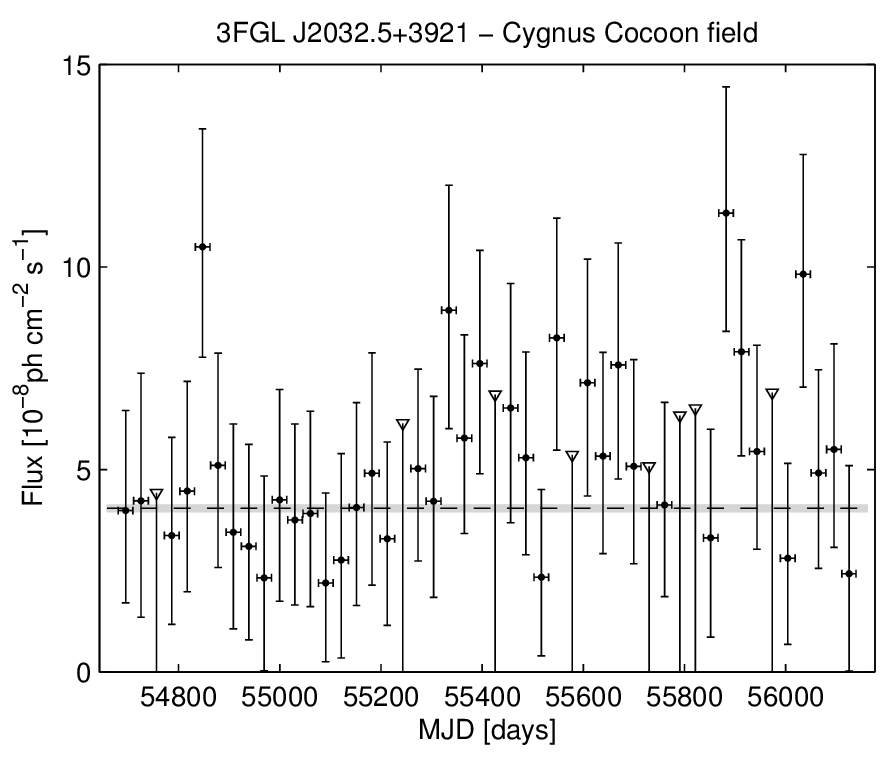 3FGL J2032.5+3921 − Cygnus Cocoon field
Flux [10⁻⁸ph cm⁻² s⁻¹]
15
10
5
0
54800 55000 55200 55400 55600 55800 56000
MJD [days]